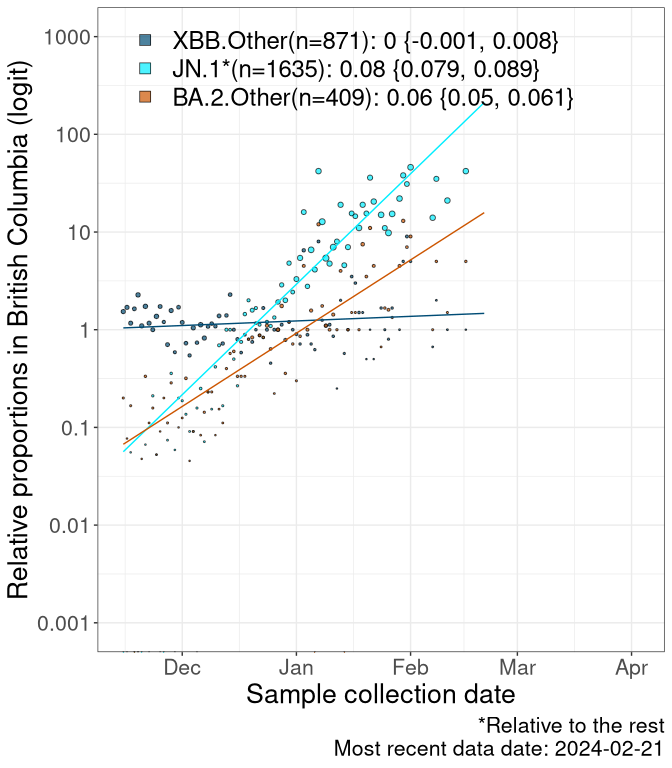 XBB.Other(n=871): 0 {-0.001, 0.008}
JN.1*(n=1635): 0.08 {0.079, 0.089}
BA.2.Other(n=409): 0.06 {0.05, 0.061}
Relative proportions in British Columbia (logit)
1000
100
10
1
0.1
0.01
0.001
Dec Jan Feb Mar Apr
Sample collection date
*Relative to the rest
Most recent data date: 2024-02-21